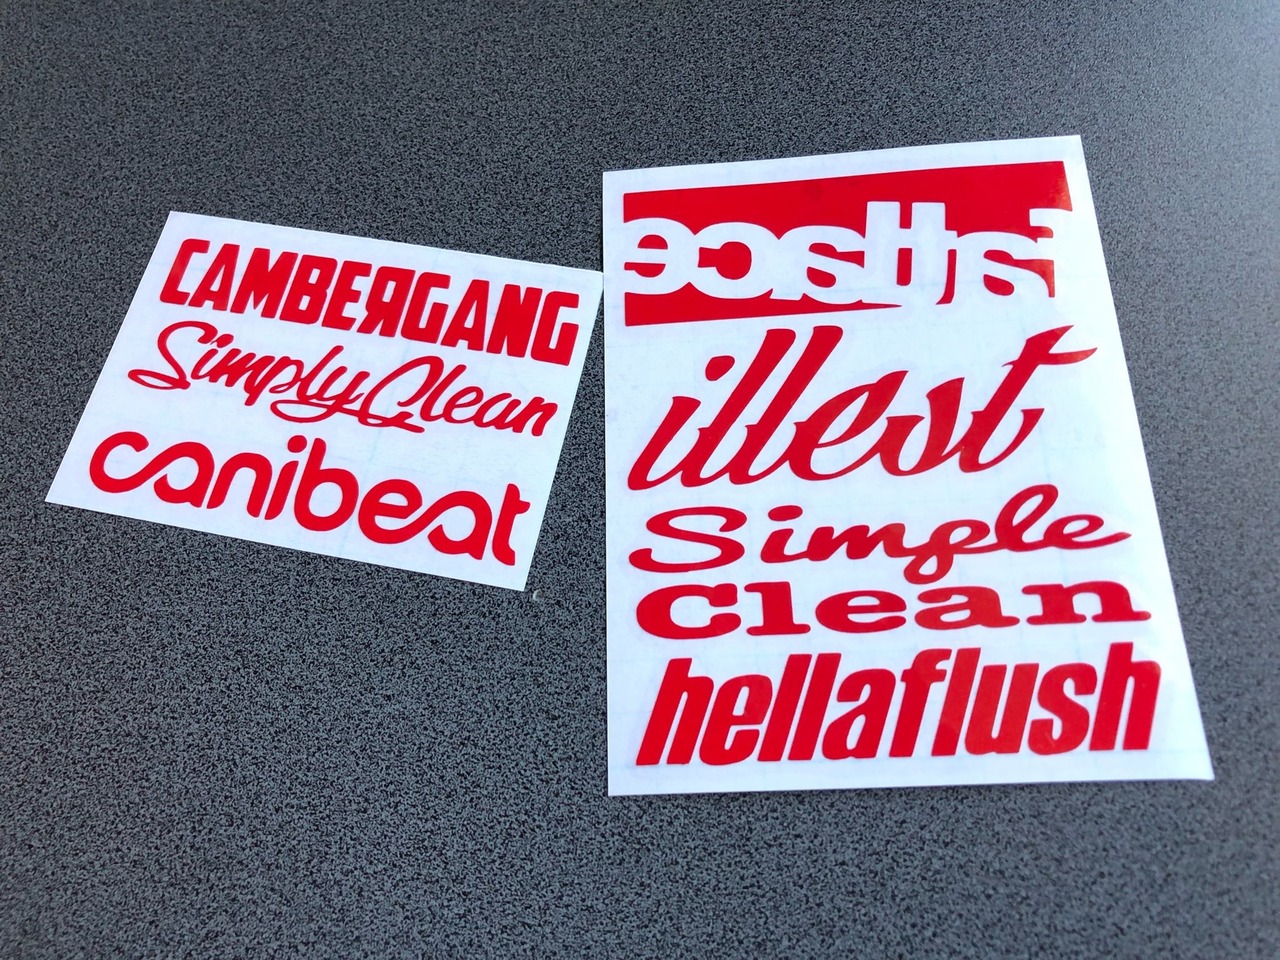 CAMBERGANG
Simply Clean
canibeat
illest
Simple
Clean
hellaflush